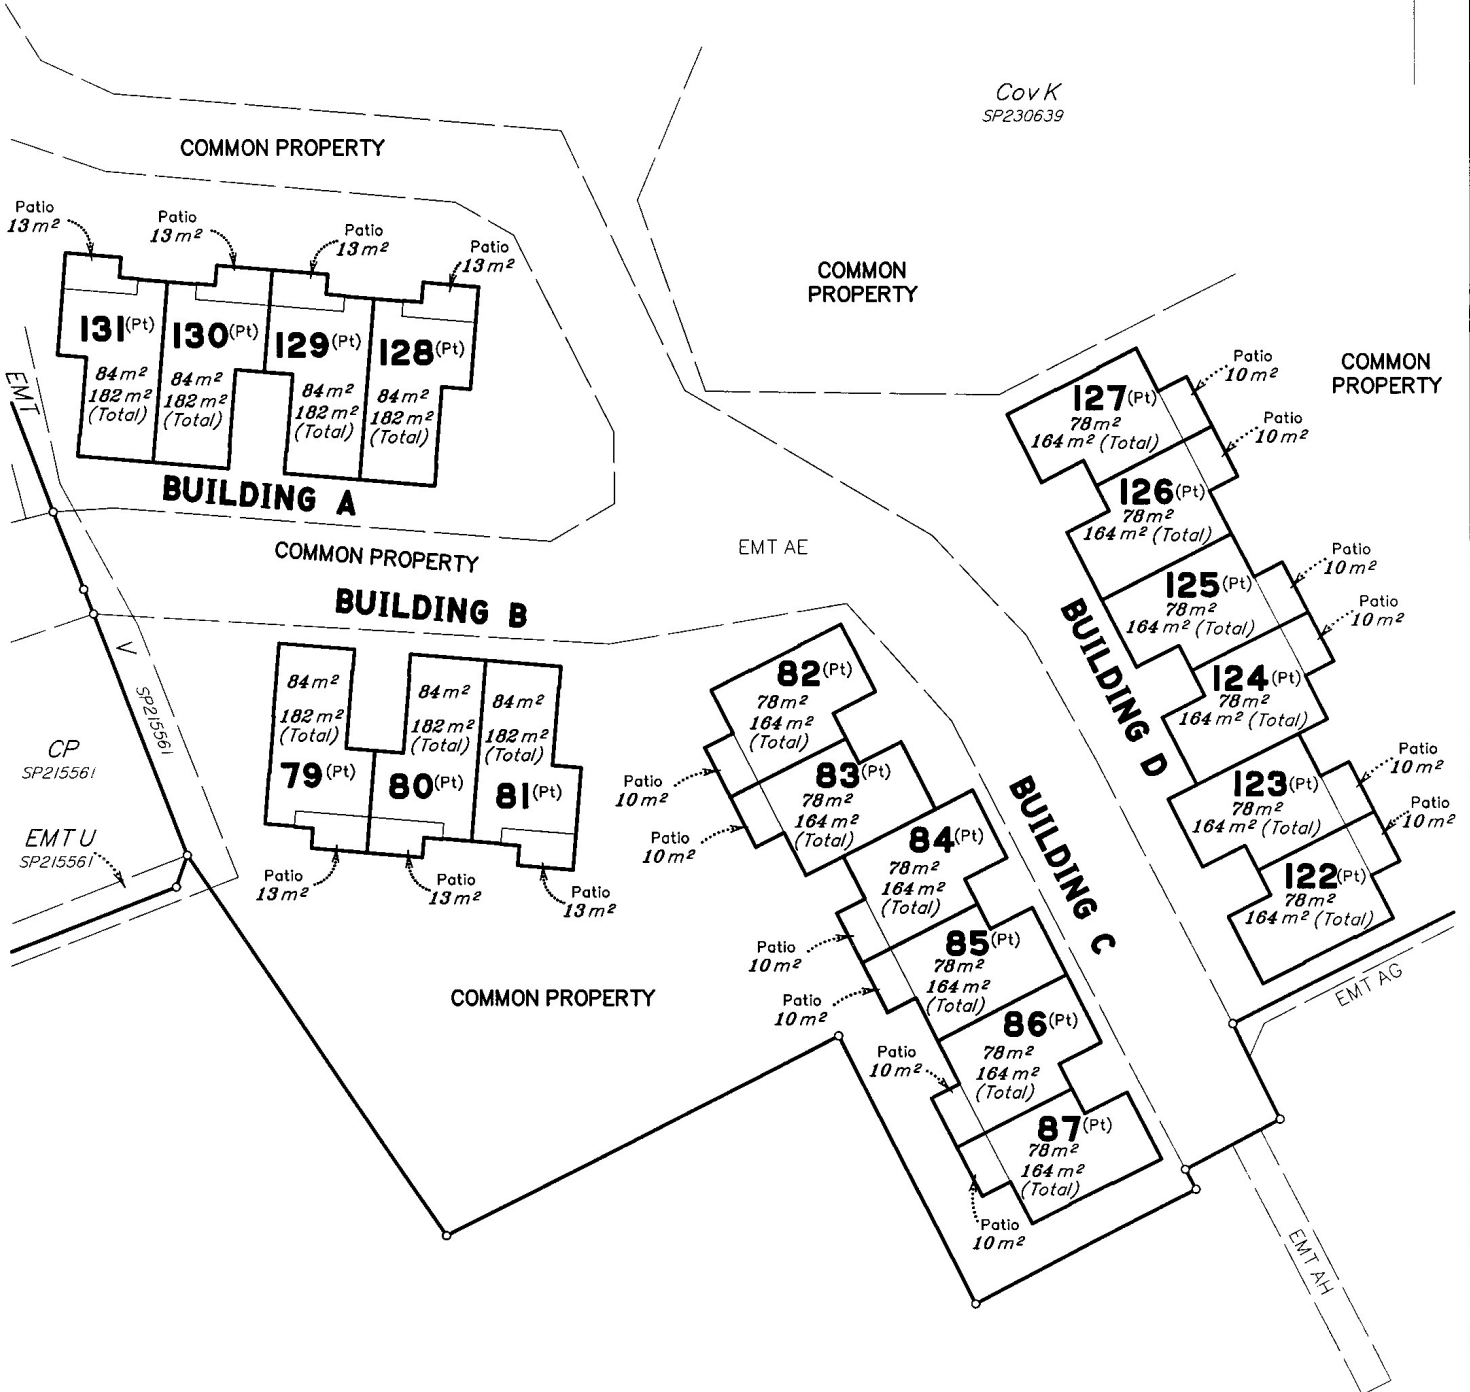 Cov K
SP230639
COMMON PROPERTY
COMMON
PROPERTY
COMMON
PROPERTY
Patio
13 m²
Patio
13 m²
Patio
13 m²
Patio
13 m²
131(Pt)
84 m²
182 m²
(Total)
130(Pt)
84 m²
182 m²
(Total)
129(Pt)
84 m²
182 m²
(Total)
128(Pt)
84 m²
182 m²
(Total)
BUILDING A
EMT
V
SP215561
COMMON PROPERTY
EMT AE
BUILDING B
84 m²
182 m²
(Total)
79(Pt)
84 m²
182 m²
(Total)
80(Pt)
84 m²
182 m²
(Total)
81(Pt)
Patio
13 m²
Patio
13 m²
Patio
13 m²
CP
SP215561
EMT U
SP215561
COMMON PROPERTY
82(Pt)
78 m²
164 m²
(Total)
Patio
10 m²
83(Pt)
78 m²
164 m²
(Total)
Patio
10 m²
84(Pt)
78 m²
164 m²
(Total)
Patio
10 m²
85(Pt)
78 m²
164 m²
(Total)
Patio
10 m²
86(Pt)
78 m²
164 m²
(Total)
Patio
10 m²
87(Pt)
78 m²
164 m²
(Total)
Patio
10 m²
BUILDING C
BUILDING D
127(Pt)
78 m²
164 m² (Total)
Patio
10 m²
126(Pt)
78 m²
164 m² (Total)
Patio
10 m²
125(Pt)
78 m²
164 m² (Total)
Patio
10 m²
124(Pt)
78 m²
164 m² (Total)
Patio
10 m²
123(Pt)
78 m²
164 m² (Total)
Patio
10 m²
122(Pt)
78 m²
164 m² (Total)
Patio
10 m²
EMT AG
EMT AH